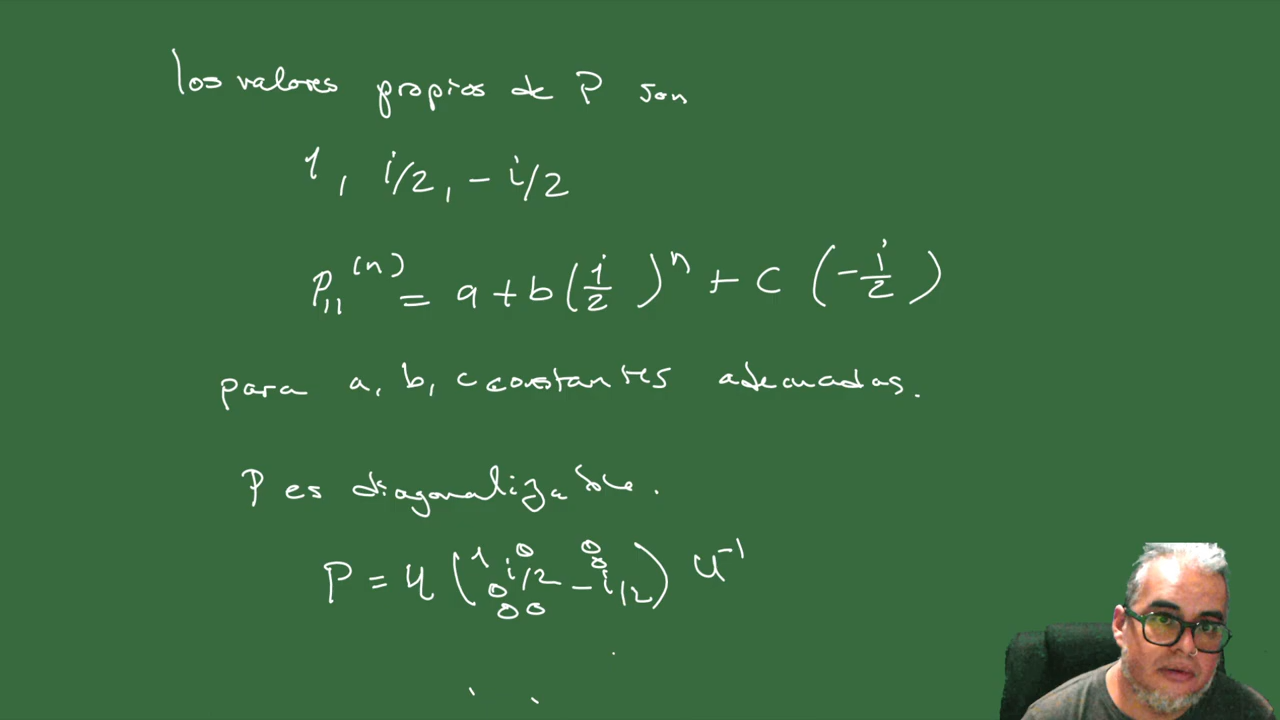 los valores propios de P son
1, i/2, - i/2
P₁₁⁽ⁿ⁾ = a + b (1/2)ⁿ + c (- i/2)
para a, b, c constantes adecuadas.
P es diagonalizable.
P = U (1 0 0
0 i/2 0
0 0 -i/2) U⁻¹